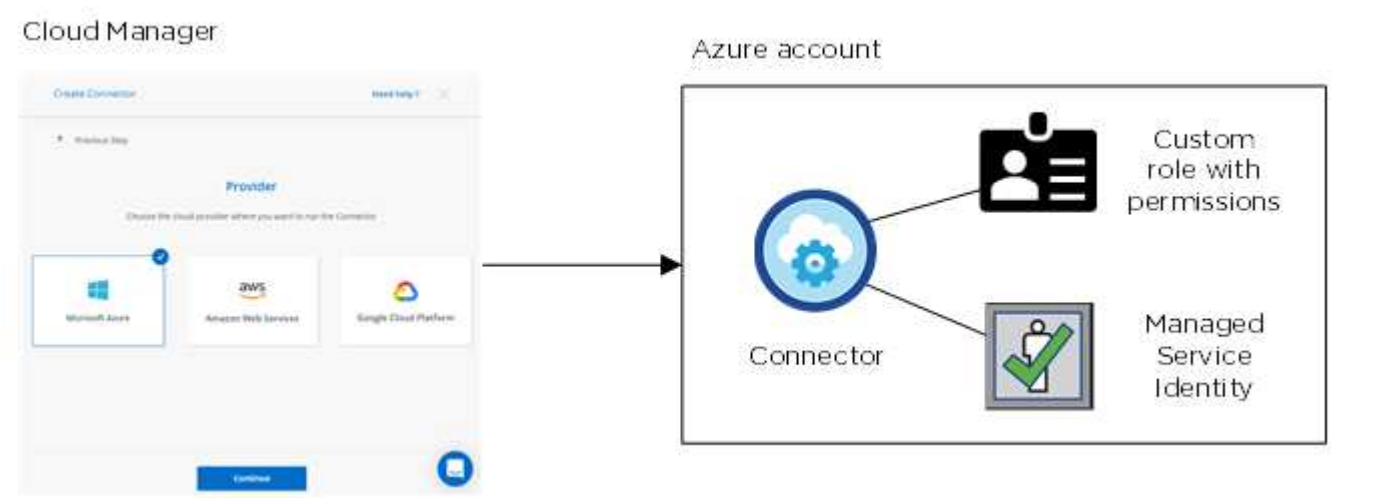 Cloud Manager
Azure account
Create Connector
Need help?
Previous Step
Provider
Choose the cloud provider where you want to run the Connector
aws
Microsoft Azure
Amazon Web Services
Google Cloud Platform
Continue
Connector
Custom
role with
permissions
Managed
Service
Identity